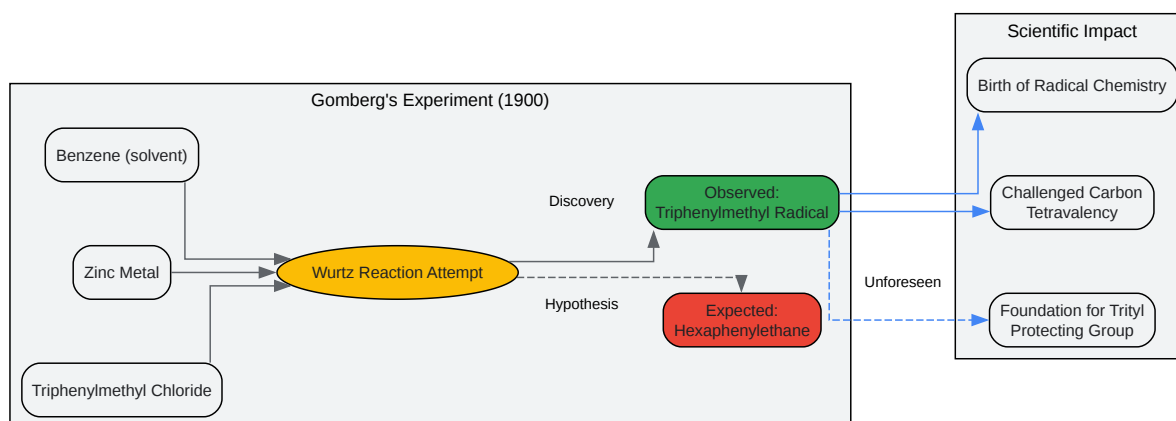 Gomberg's Experiment (1900)
Benzene (solvent)
Zinc Metal
Triphenylmethyl Chloride
Wurtz Reaction Attempt
Discovery
Hypothesis
Observed:
Triphenylmethyl Radical
Expected:
Hexaphenylethane
Unforeseen
Scientific Impact
Birth of Radical Chemistry
Challenged Carbon
Tetravalency
Foundation for Trityl
Protecting Group